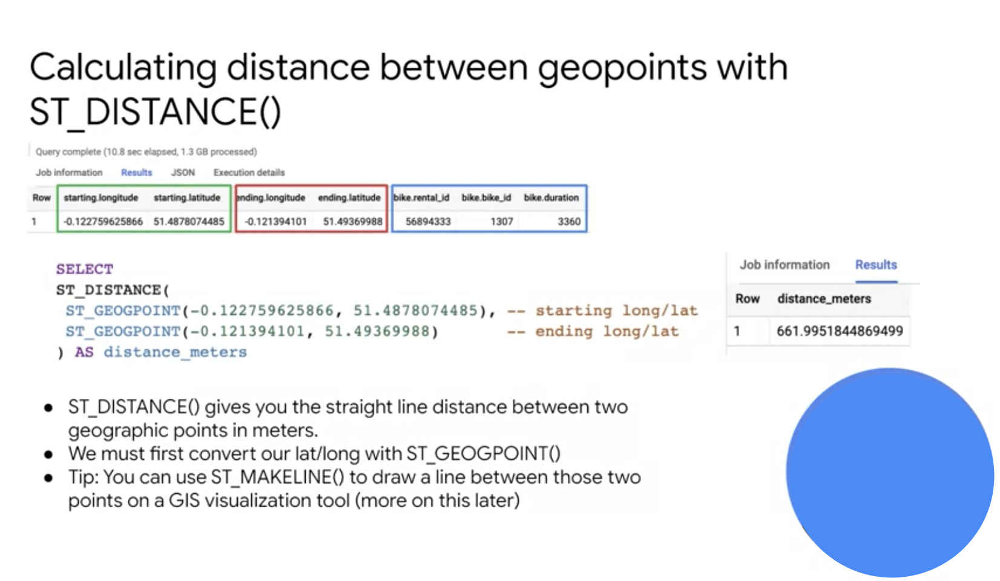 Calculating distance between geopoints with
ST_DISTANCE()
Query complete (10.8 sec elapsed, 1.3 GB processed)
Job information Results JSON Execution details
Row starting.longitude starting.latitude ending.longitude ending.latitude bike.rental_id bike.bike_id bike.duration
1 -0.122759625866 51.4878074485 -0.121394101 51.49369988 56894333 1307 3360
SELECT
ST_DISTANCE(
ST_GEOGPOINT(-0.122759625866, 51.4878074485), -- starting long/lat
ST_GEOGPOINT(-0.121394101, 51.49369988) -- ending long/lat
) AS distance_meters
Job information Results
Row distance_meters
1 661.9951844869499
● ST_DISTANCE() gives you the straight line distance between two
geographic points in meters.
● We must first convert our lat/long with ST_GEOGPOINT()
● Tip: You can use ST_MAKELINE() to draw a line between those two
points on a GIS visualization tool (more on this later)